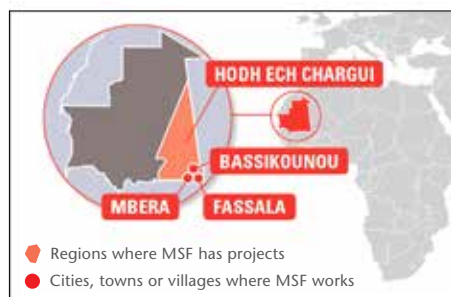 HODH ECH CHARGUI
BASSIKOUNOU
MBERA
FASSALA
Regions where MSF has projects
Cities, towns or villages where MSF works